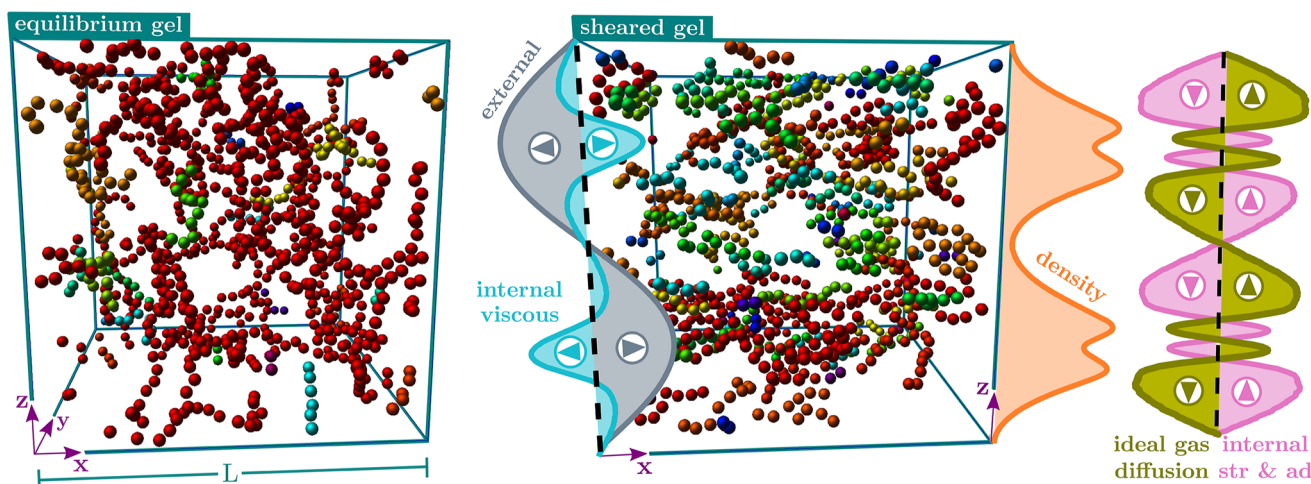 equilibrium gel
z
y
x
L
sheared gel
external
internal
viscous
x
z
density
ideal gas
diffusion
internal
str & ad